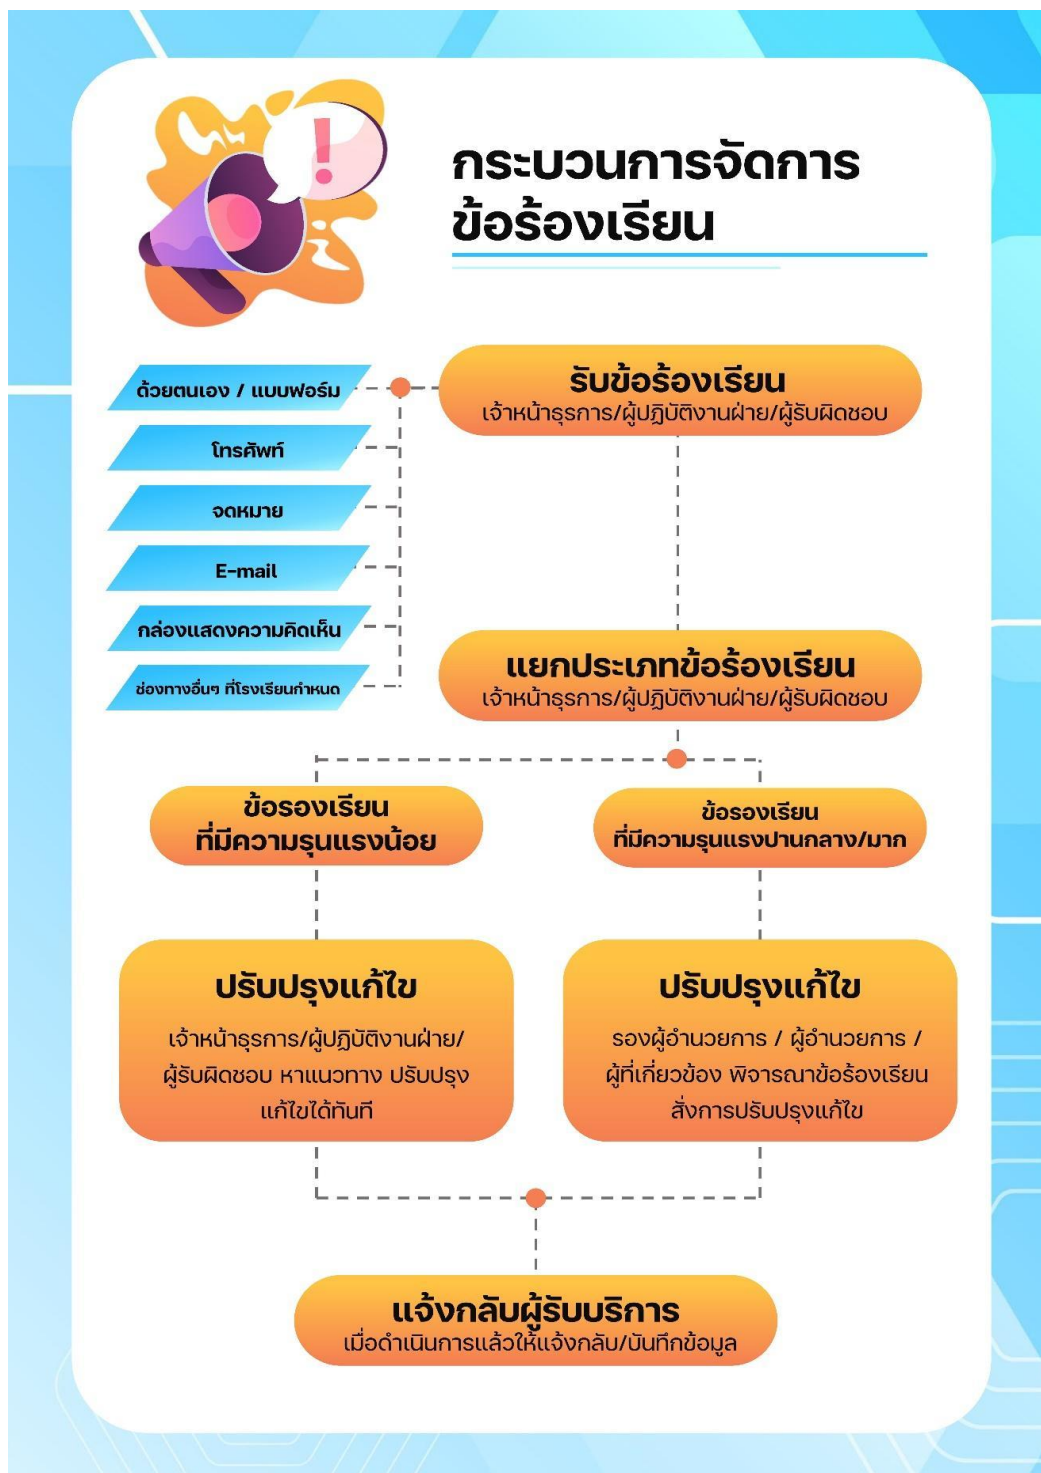 กระบวนการจัดการ
ข้อร้องเรียน
รับข้อร้องเรียน
เจ้าหน้าธุรการ/ผู้ปฏิบัติงานฝ่าย/ผู้รับผิดชอบ
ด้วยตนเอง / แบบฟอร์ม
โทรศัพท์
จดหมาย
E-mail
กล่องแสดงความคิดเห็น
ช่องทางอื่นๆ ที่โรงเรียนกำหนด
แยกประเภทข้อร้องเรียน
เจ้าหน้าธุรการ/ผู้ปฏิบัติงานฝ่าย/ผู้รับผิดชอบ
ข้อรองเรียน
ที่มีความรุนแรงน้อย
ข้อรองเรียน
ที่มีความรุนแรงปานกลาง/มาก
ปรับปรุงแก้ไข
เจ้าหน้าธุรการ/ผู้ปฏิบัติงานฝ่าย/
ผู้รับผิดชอบ หาแนวทาง ปรับปรุง
แก้ไขได้ทันที
ปรับปรุงแก้ไข
รองผู้อำนวยการ / ผู้อำนวยการ /
ผู้ที่เกี่ยวข้อง พิจารณาข้อร้องเรียน
สั่งการปรับปรุงแก้ไข
แจ้งกลับผู้รับบริการ
เมื่อดำเนินการแล้วให้แจ้งกลับ/บันทึกข้อมูล